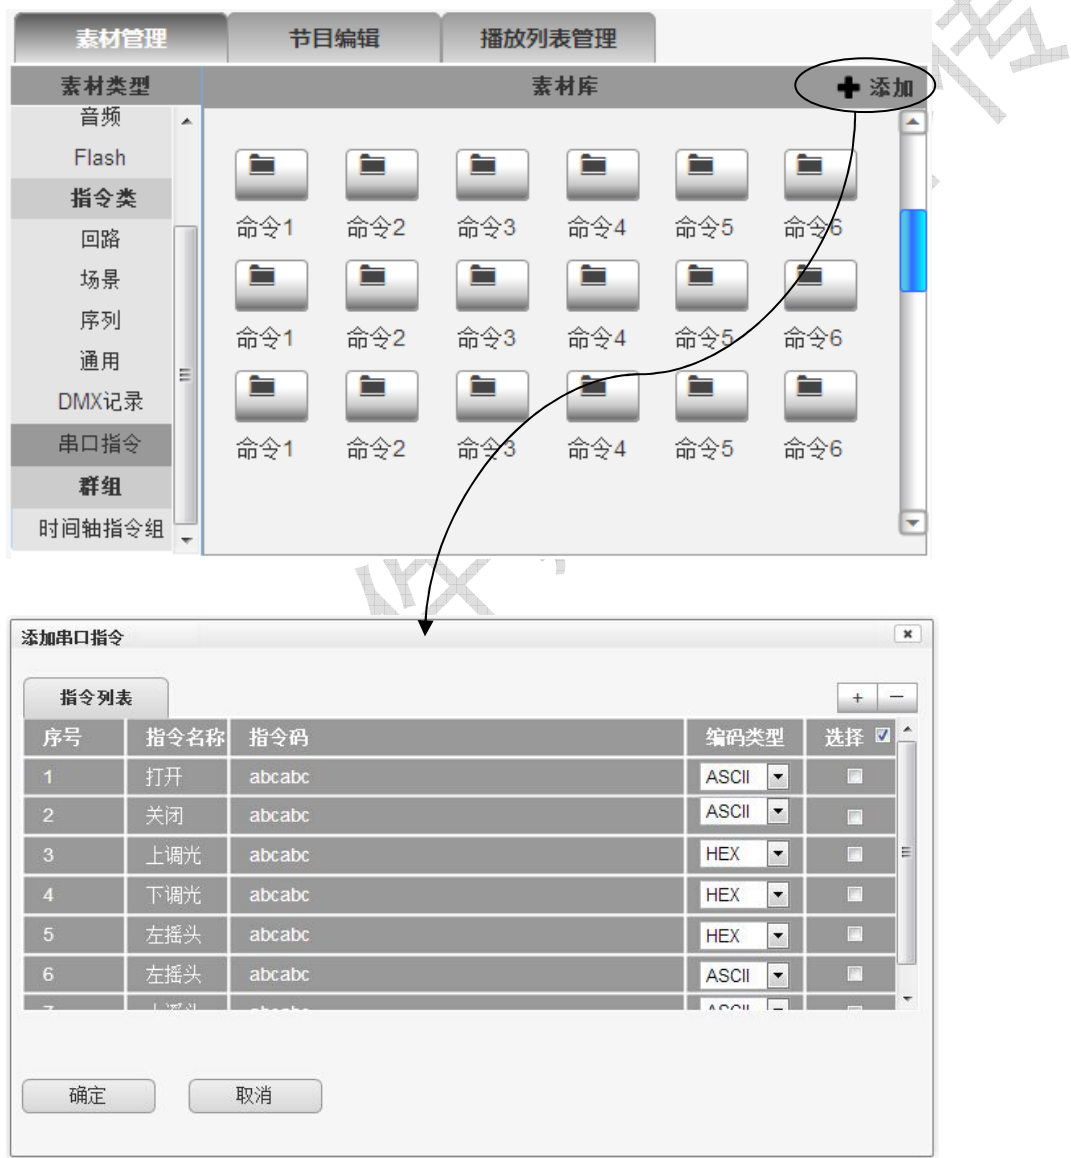 素材管理 节目编辑 播放列表管理
素材类型 素材库 添加
音频
Flash
指令类
回路
场景
序列
通用
DMX记录
串口指令
群组
时间轴指令组
命令1 命令2 命令3 命令4 命令5 命令6
命令1 命令2 命令3 命令4 命令5 命令6
命令1 命令2 命令3 命令4 命令5 命令6
添加串口指令
指令列表 + —
序号 指令名称 指令码 编码类型 选择
1 打开 abcabc ASCII
2 关闭 abcabc ASCII
3 上调光 abcabc HEX
4 下调光 abcabc HEX
5 左摇头 abcabc HEX
6 左摇头 abcabc ASCII
确定 取消